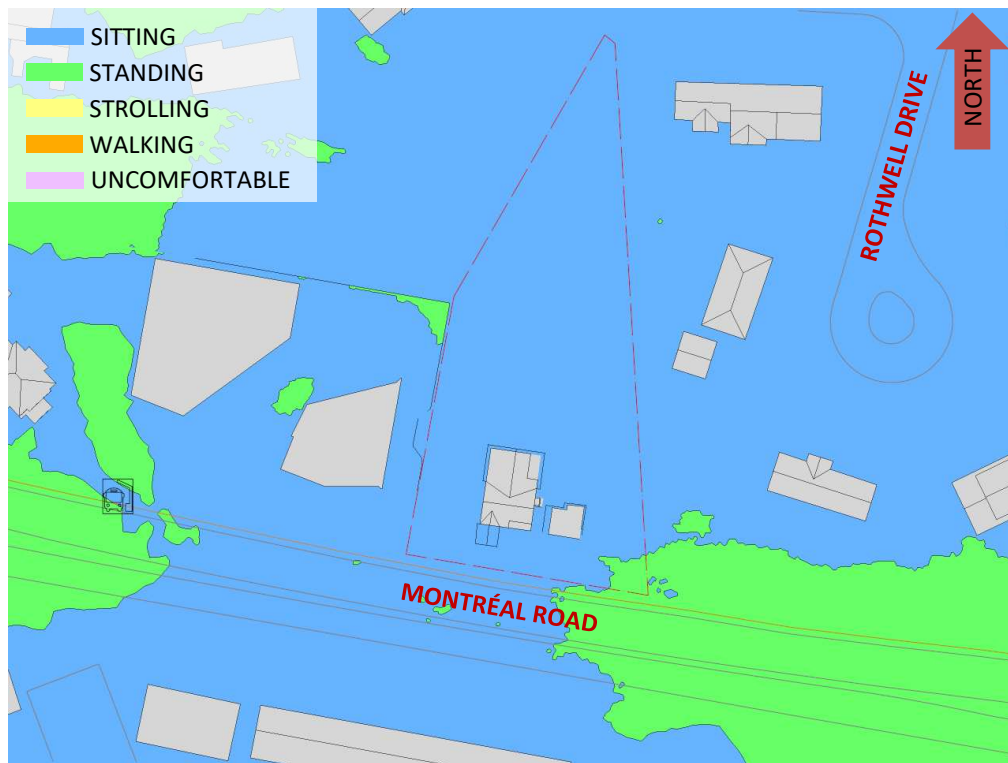 SITTING
STANDING
STROLLING
WALKING
UNCOMFORTABLE
NORTH
ROTHWELL DRIVE
MONTRÉAL ROAD